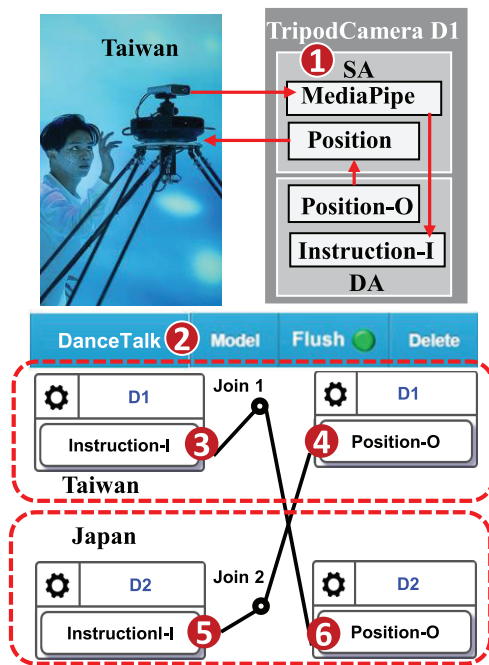 Taiwan
TripodCamera D1
1
SA
MediaPipe
Position
Position-O
Instruction-I
DA
DanceTalk 2 Model Flush Delete
D1 Join 1 D1
Instruction-I 3 4 Position-O
Taiwan
Japan
D2 Join 2 D2
InstructionI-I 5 6 Position-O